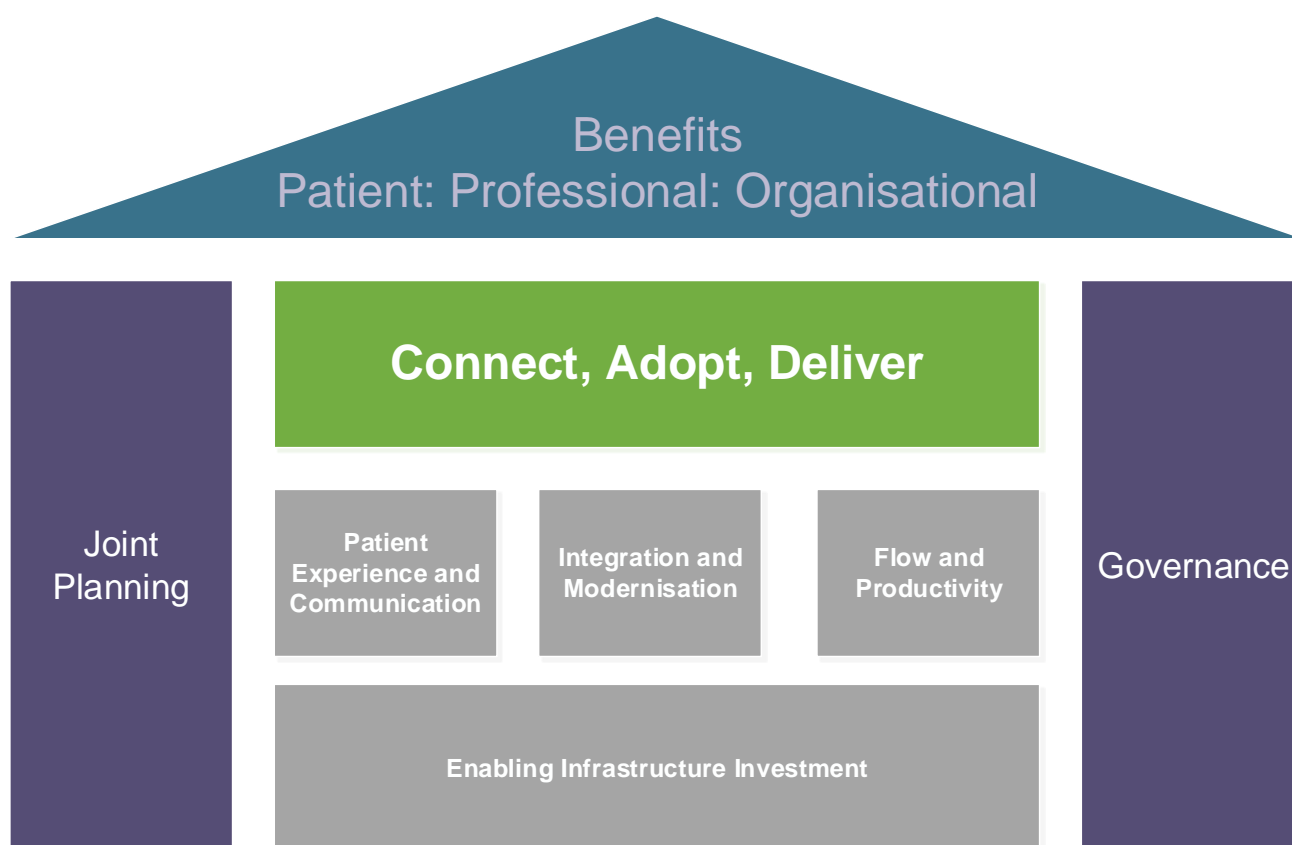 Benefits
Patient: Professional: Organisational
Connect, Adopt, Deliver
Joint
Planning
Patient
Experience and
Communication
Integration and
Modernisation
Flow and
Productivity
Governance
Enabling Infrastructure Investment